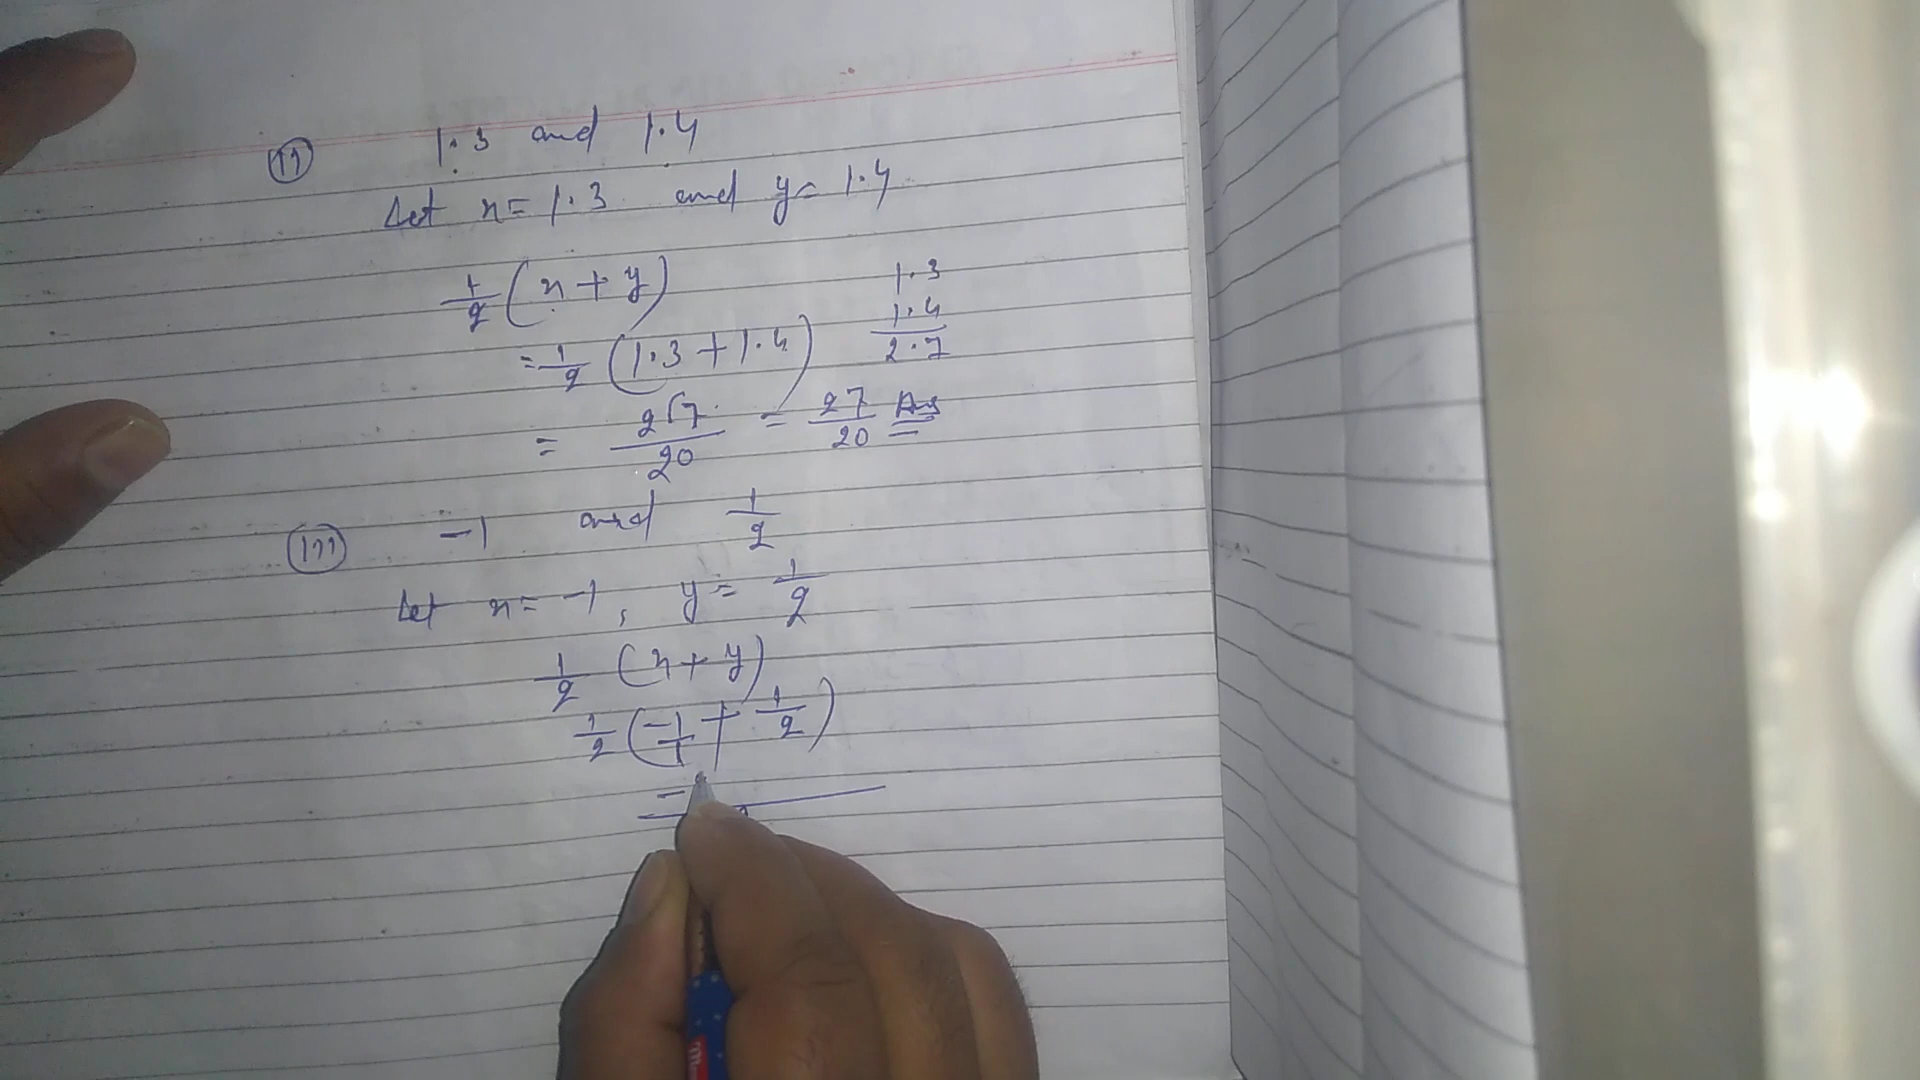 (ii) 1.3 and 1.4
Let x = 1.3 and y = 1.4
1/2 (x + y)
= 1/2 (1.3 + 1.4)
1.3
1.4
2.7
= 2.7/20 = 27/20 Ans
(iii) -1 and 1/2
Let x = -1, y = 1/2
1/2 (x + y)
1/2 (-1/1 + 1/2)